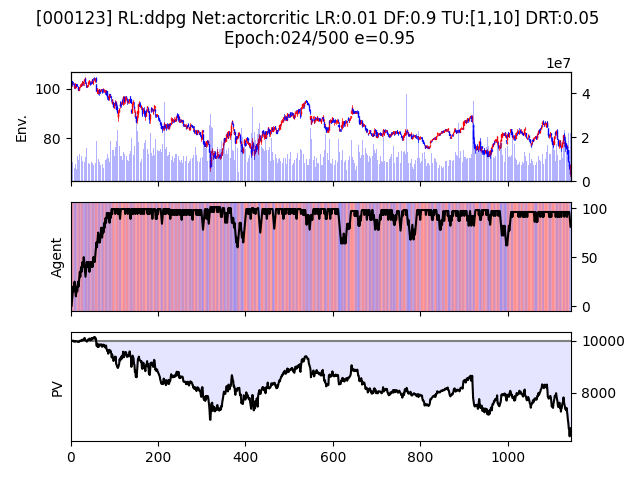 [000123] RL:ddpg Net:actorcritic LR:0.01 DF:0.9 TU:[1,10] DRT:0.05
Epoch:024/500 e=0.95
1e7
100
80
Env.
4
2
0
Agent
100
50
0
PV
10000
8000
0
200
400
600
800
1000